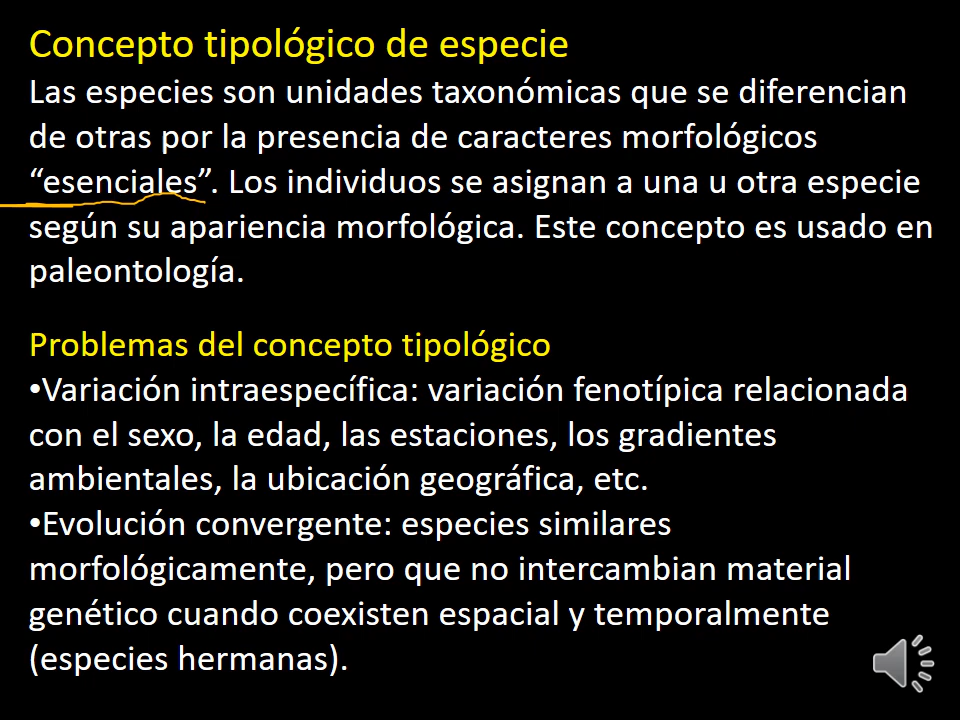 Concepto tipológico de especie
Las especies son unidades taxonómicas que se diferencian
de otras por la presencia de caracteres morfológicos
“esenciales”. Los individuos se asignan a una u otra especie
según su apariencia morfológica. Este concepto es usado en
paleontología.
Problemas del concepto tipológico
•Variación intraespecífica: variación fenotípica relacionada
con el sexo, la edad, las estaciones, los gradientes
ambientales, la ubicación geográfica, etc.
•Evolución convergente: especies similares
morfológicamente, pero que no intercambian material
genético cuando coexisten espacial y temporalmente
(especies hermanas).